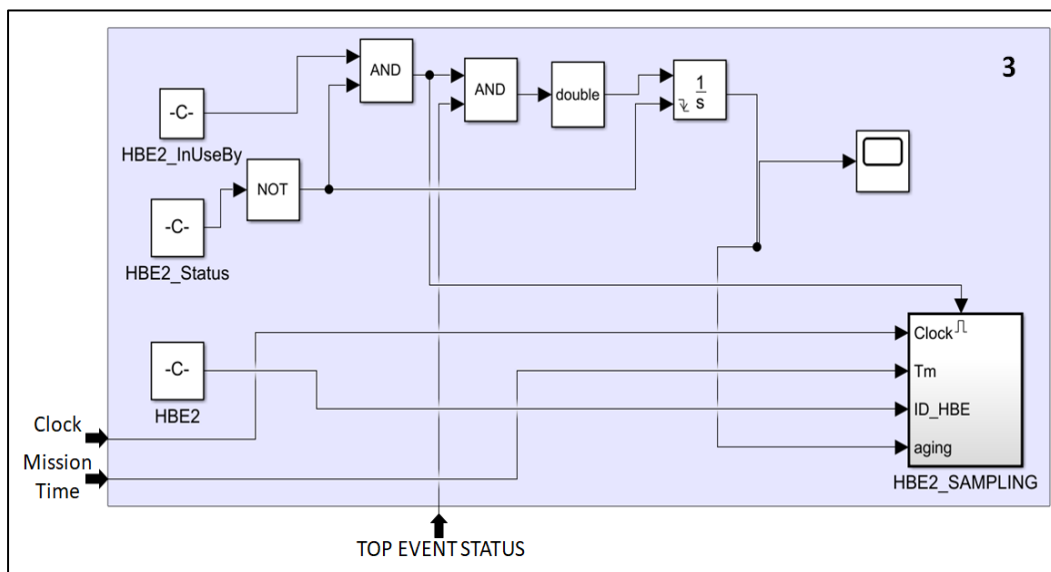 3
AND
AND
double
1
s
-C-
HBE2_InUseBy
NOT
-C-
HBE2_Status
-C-
HBE2
Clock
Tm
ID_HBE
aging
HBE2_SAMPLING
Clock
Mission
Time
TOP EVENT STATUS